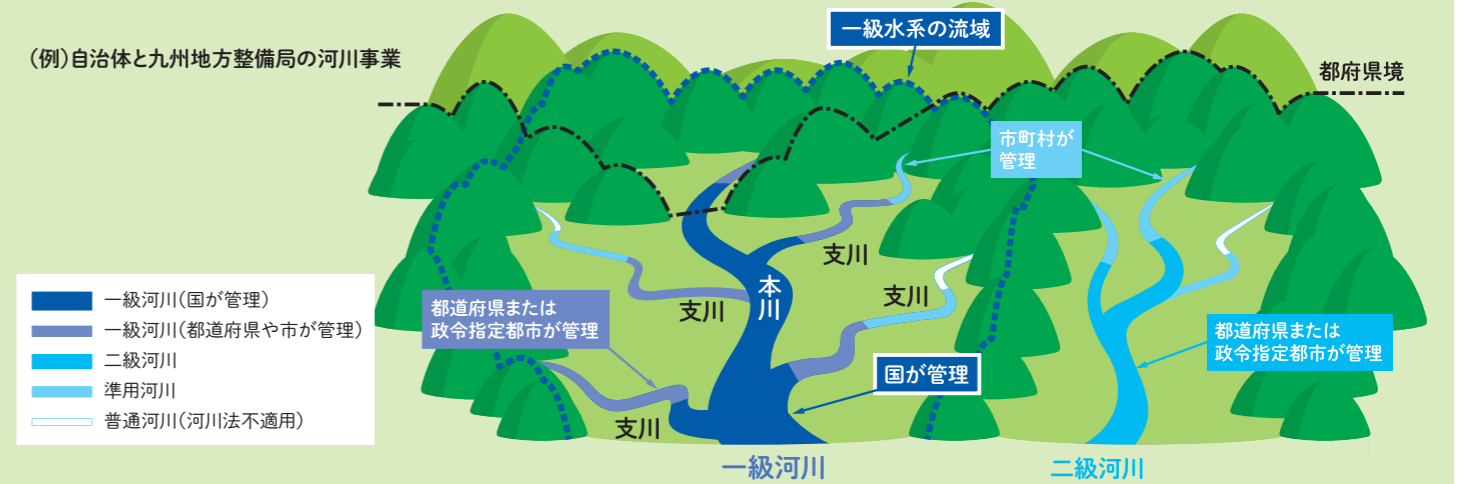 (例)自治体と九州地方整備局の河川事業
一級水系の流域
都府県境
市町村が
管理
支川
本川
支川
支川
都道府県または
政令指定都市が管理
都道府県または
政令指定都市が管理
国が管理
支川
一級河川(国が管理)
一級河川(都道府県や市が管理)
二級河川
準用河川
普通河川(河川法不適用)
一級河川
二級河川